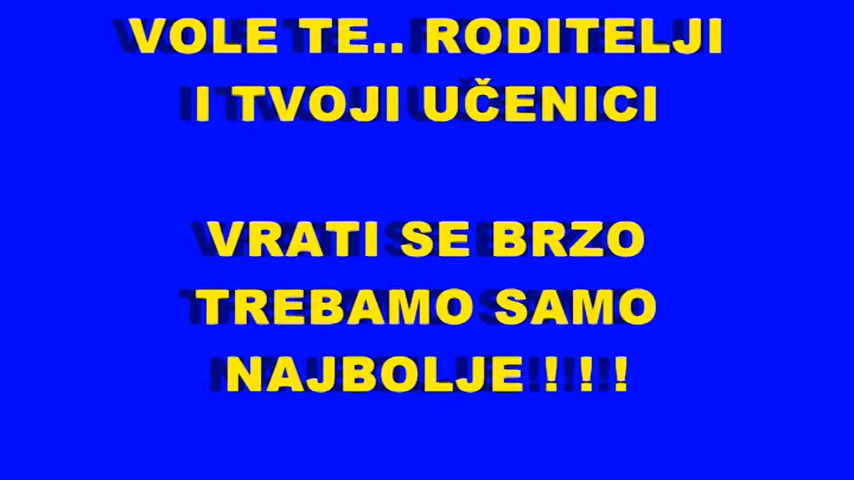 VOLE TE.. RODITELJI
I TVOJI UČENICI
VRATI SE BRZO
TREBAMO SAMO
NAJBOLJE ! ! !